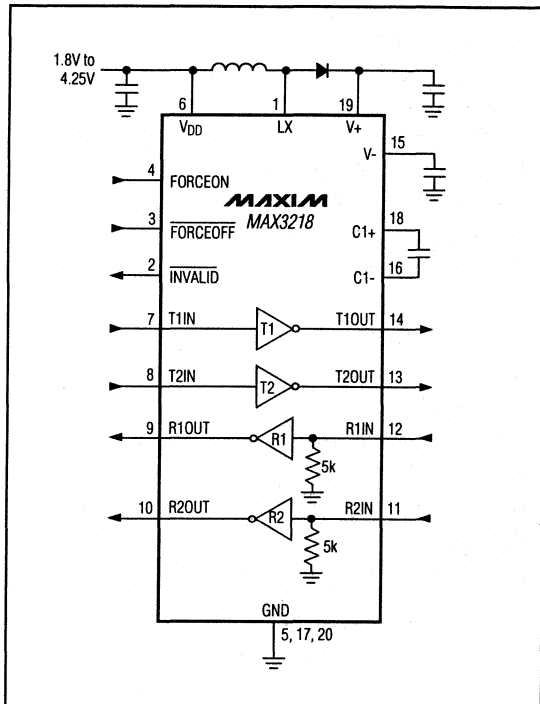 1.8V to
4.25V
6
1
19
VDD
LX
V+
15
V-
4
FORCEON
MAXIM
MAX3218
3
FORCEOFF
18
C1+
2
INVALID
16
C1-
7 T1IN T1 T1OUT 14
8 T2IN T2 T2OUT 13
9 R1OUT R1 R1IN 12
5k
10 R2OUT R2 R2IN 11
5k
GND
5, 17, 20